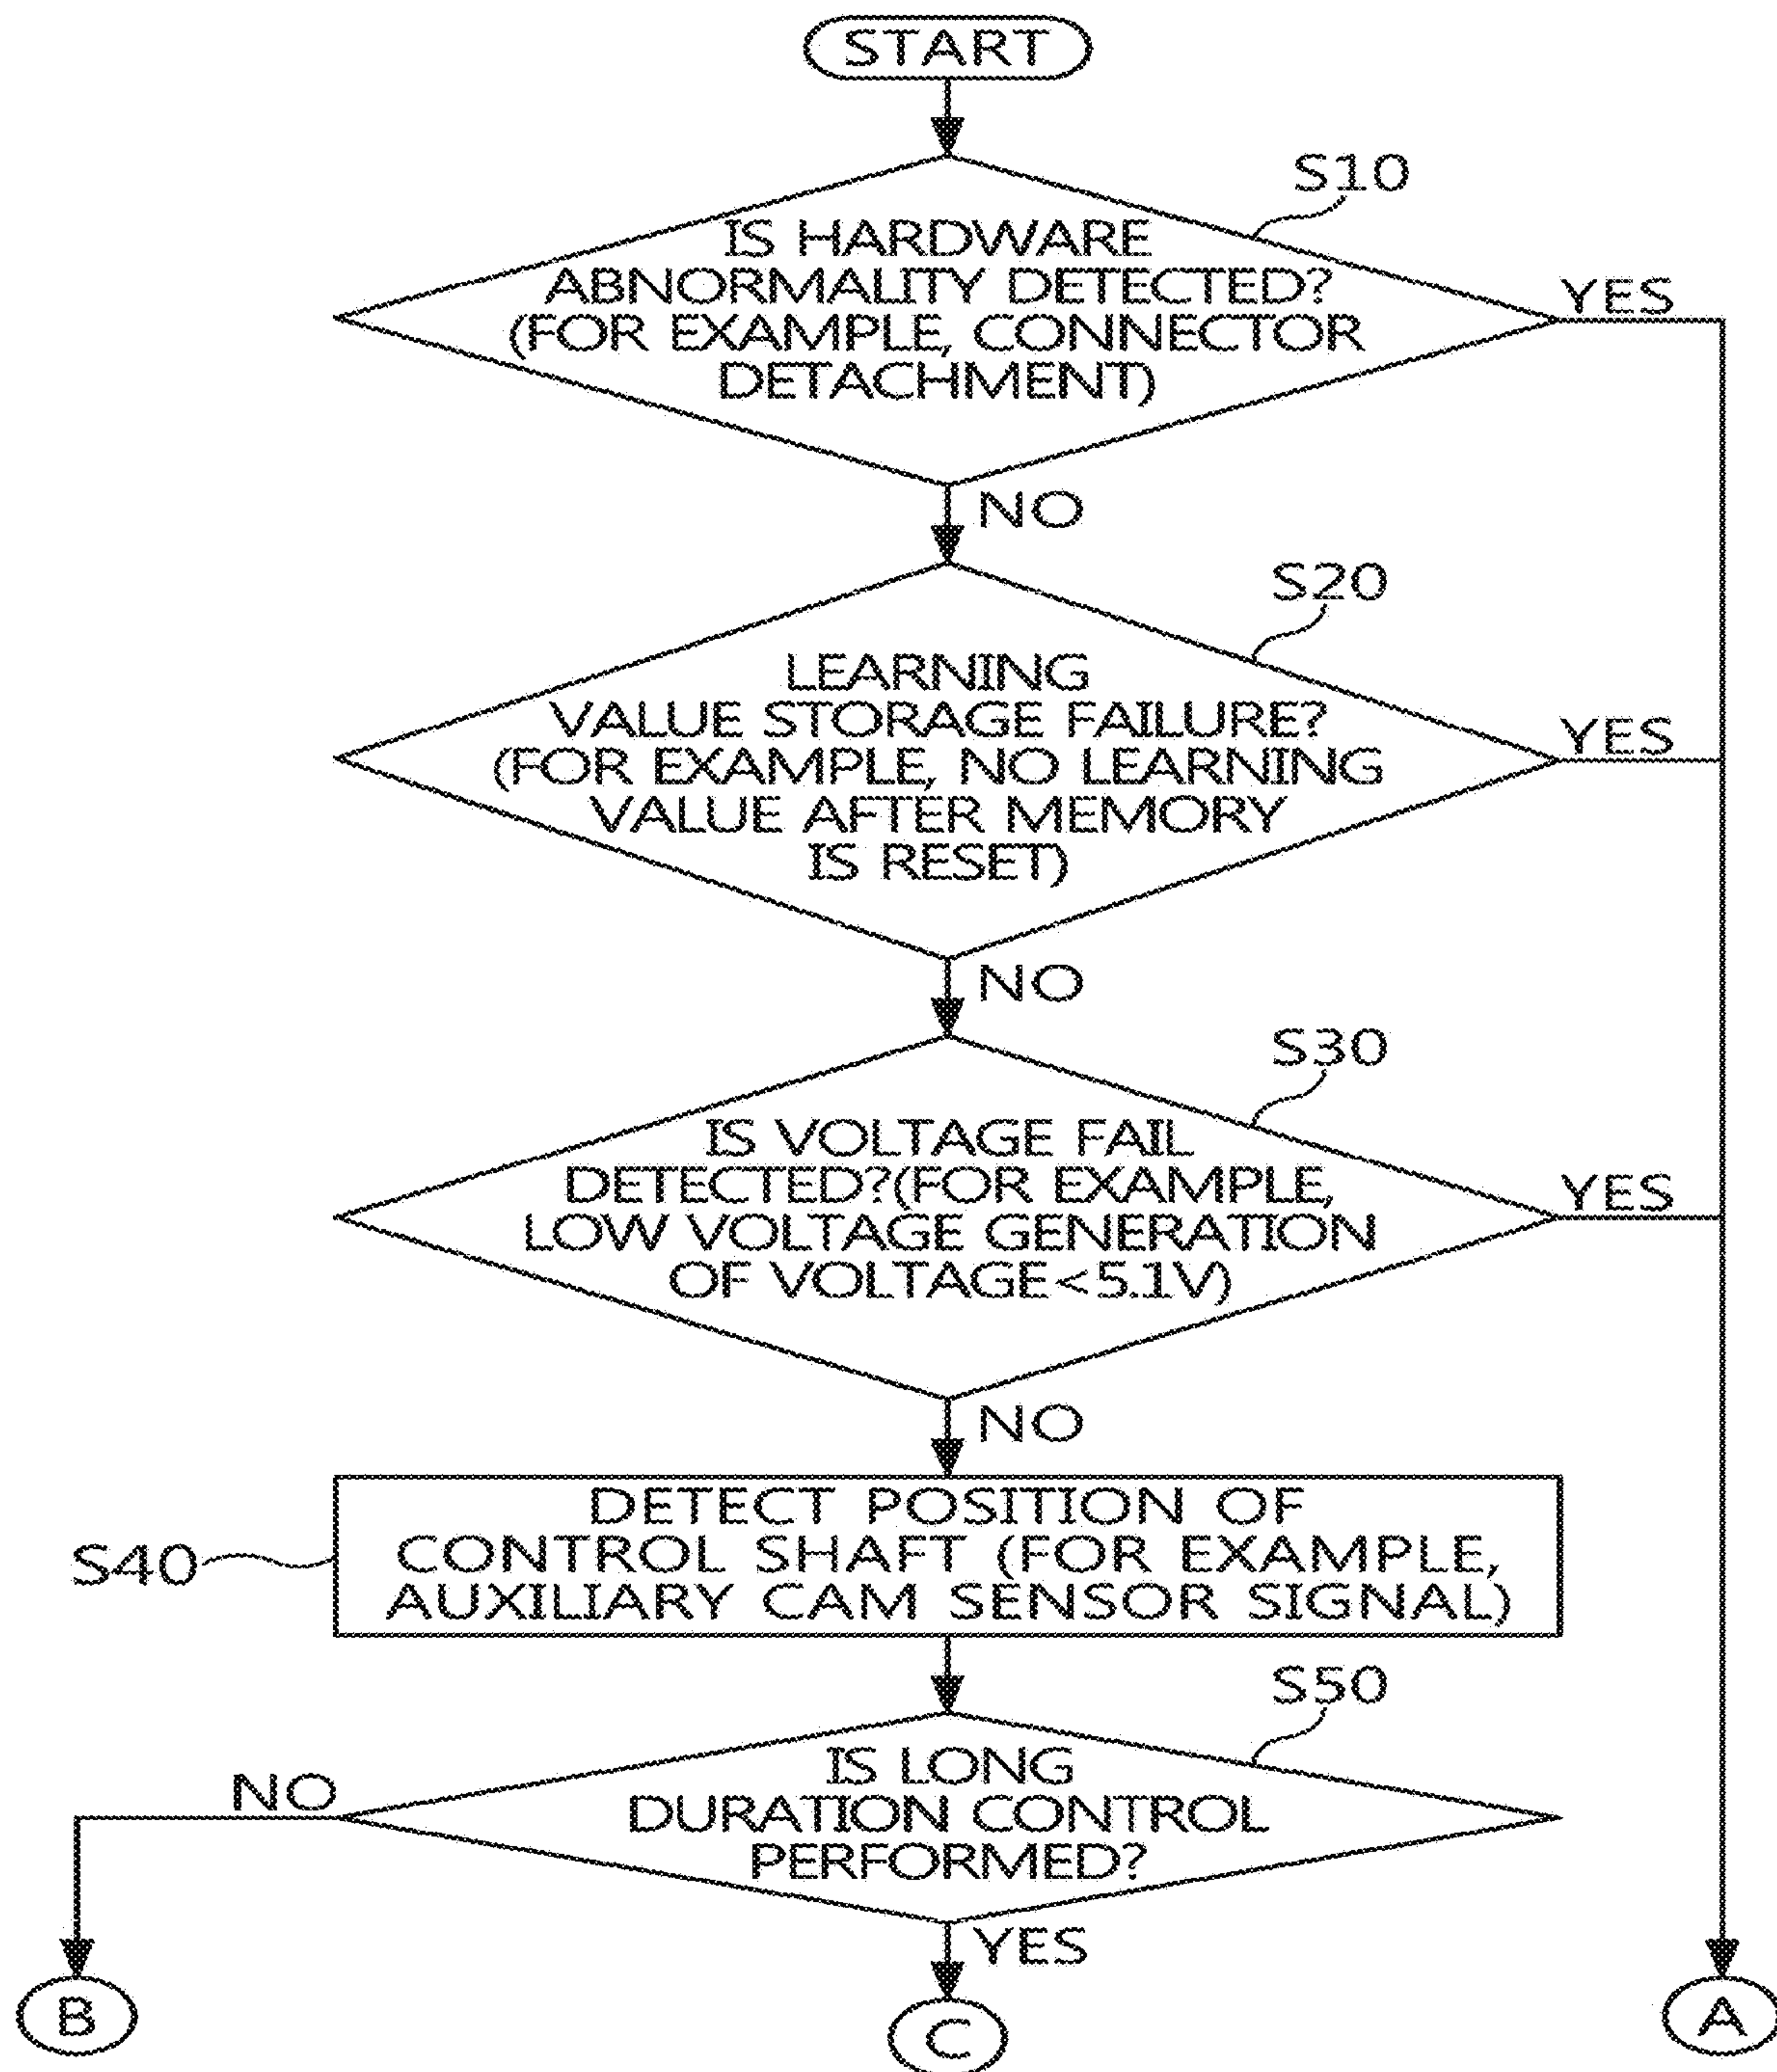 START
S10
IS HARDWARE
ABNORMALITY DETECTED?
(FOR EXAMPLE, CONNECTOR
DETACHMENT)
YES
NO
S20
LEARNING
VALUE STORAGE FAILURE?
(FOR EXAMPLE, NO LEARNING
VALUE AFTER MEMORY
IS RESET)
YES
NO
S30
IS VOLTAGE FAIL
DETECTED?(FOR EXAMPLE,
LOW VOLTAGE GENERATION
OF VOLTAGE<5.1V)
YES
NO
S40
DETECT POSITION OF
CONTROL SHAFT (FOR EXAMPLE,
AUXILIARY CAM SENSOR SIGNAL)
S50
IS LONG
DURATION CONTROL
PERFORMED?
NO
YES
B
C
A